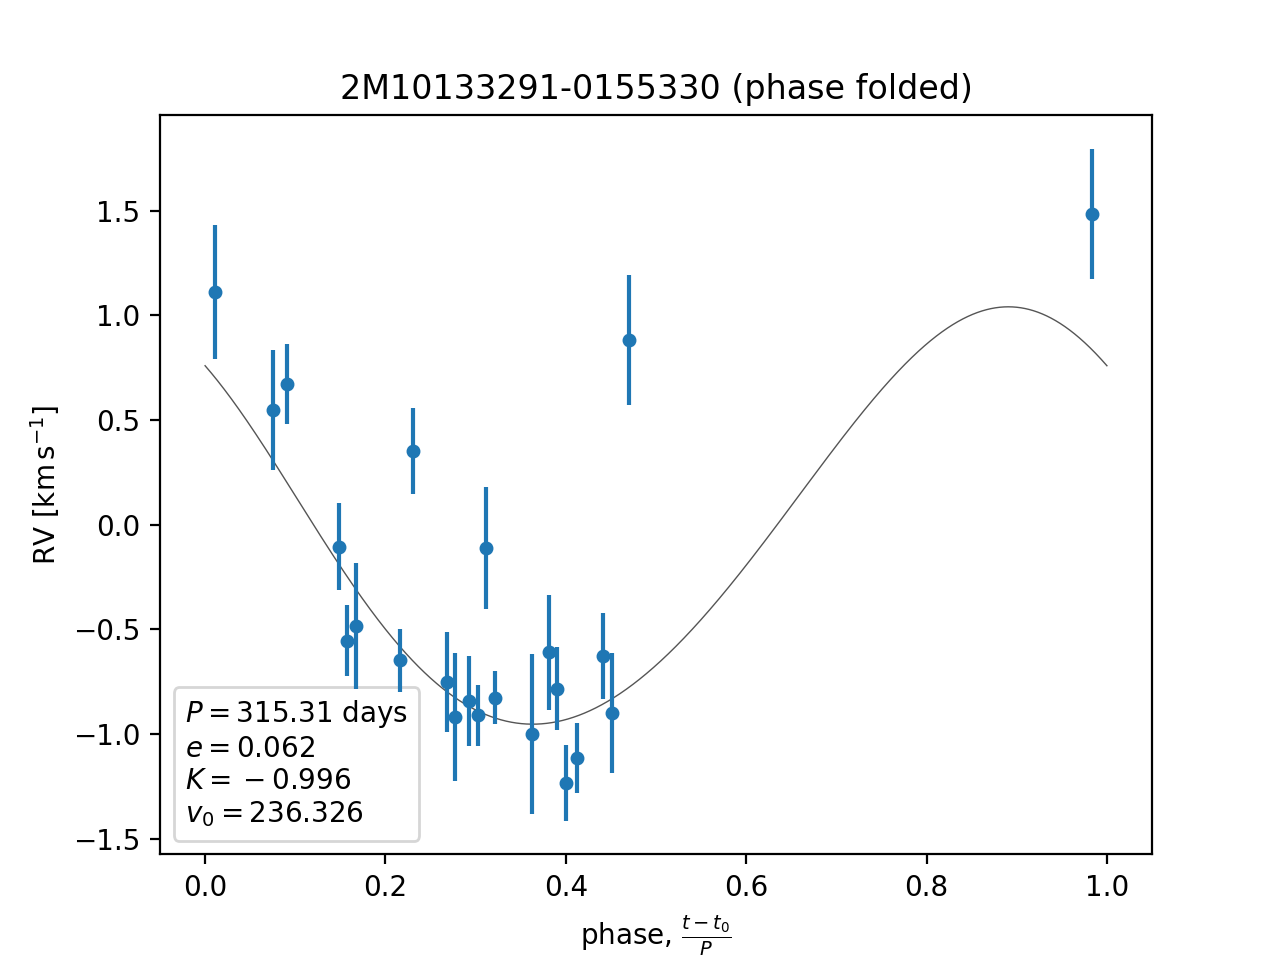 2M10133291-0155330 (phase folded)
RV [km s⁻¹]
1.5
1.0
0.5
0.0
−0.5
−1.0
−1.5
P = 315.31 days
e = 0.062
K = −0.996
v₀ = 236.326
0.0 0.2 0.4 0.6 0.8 1.0
phase, (t − t₀)/P